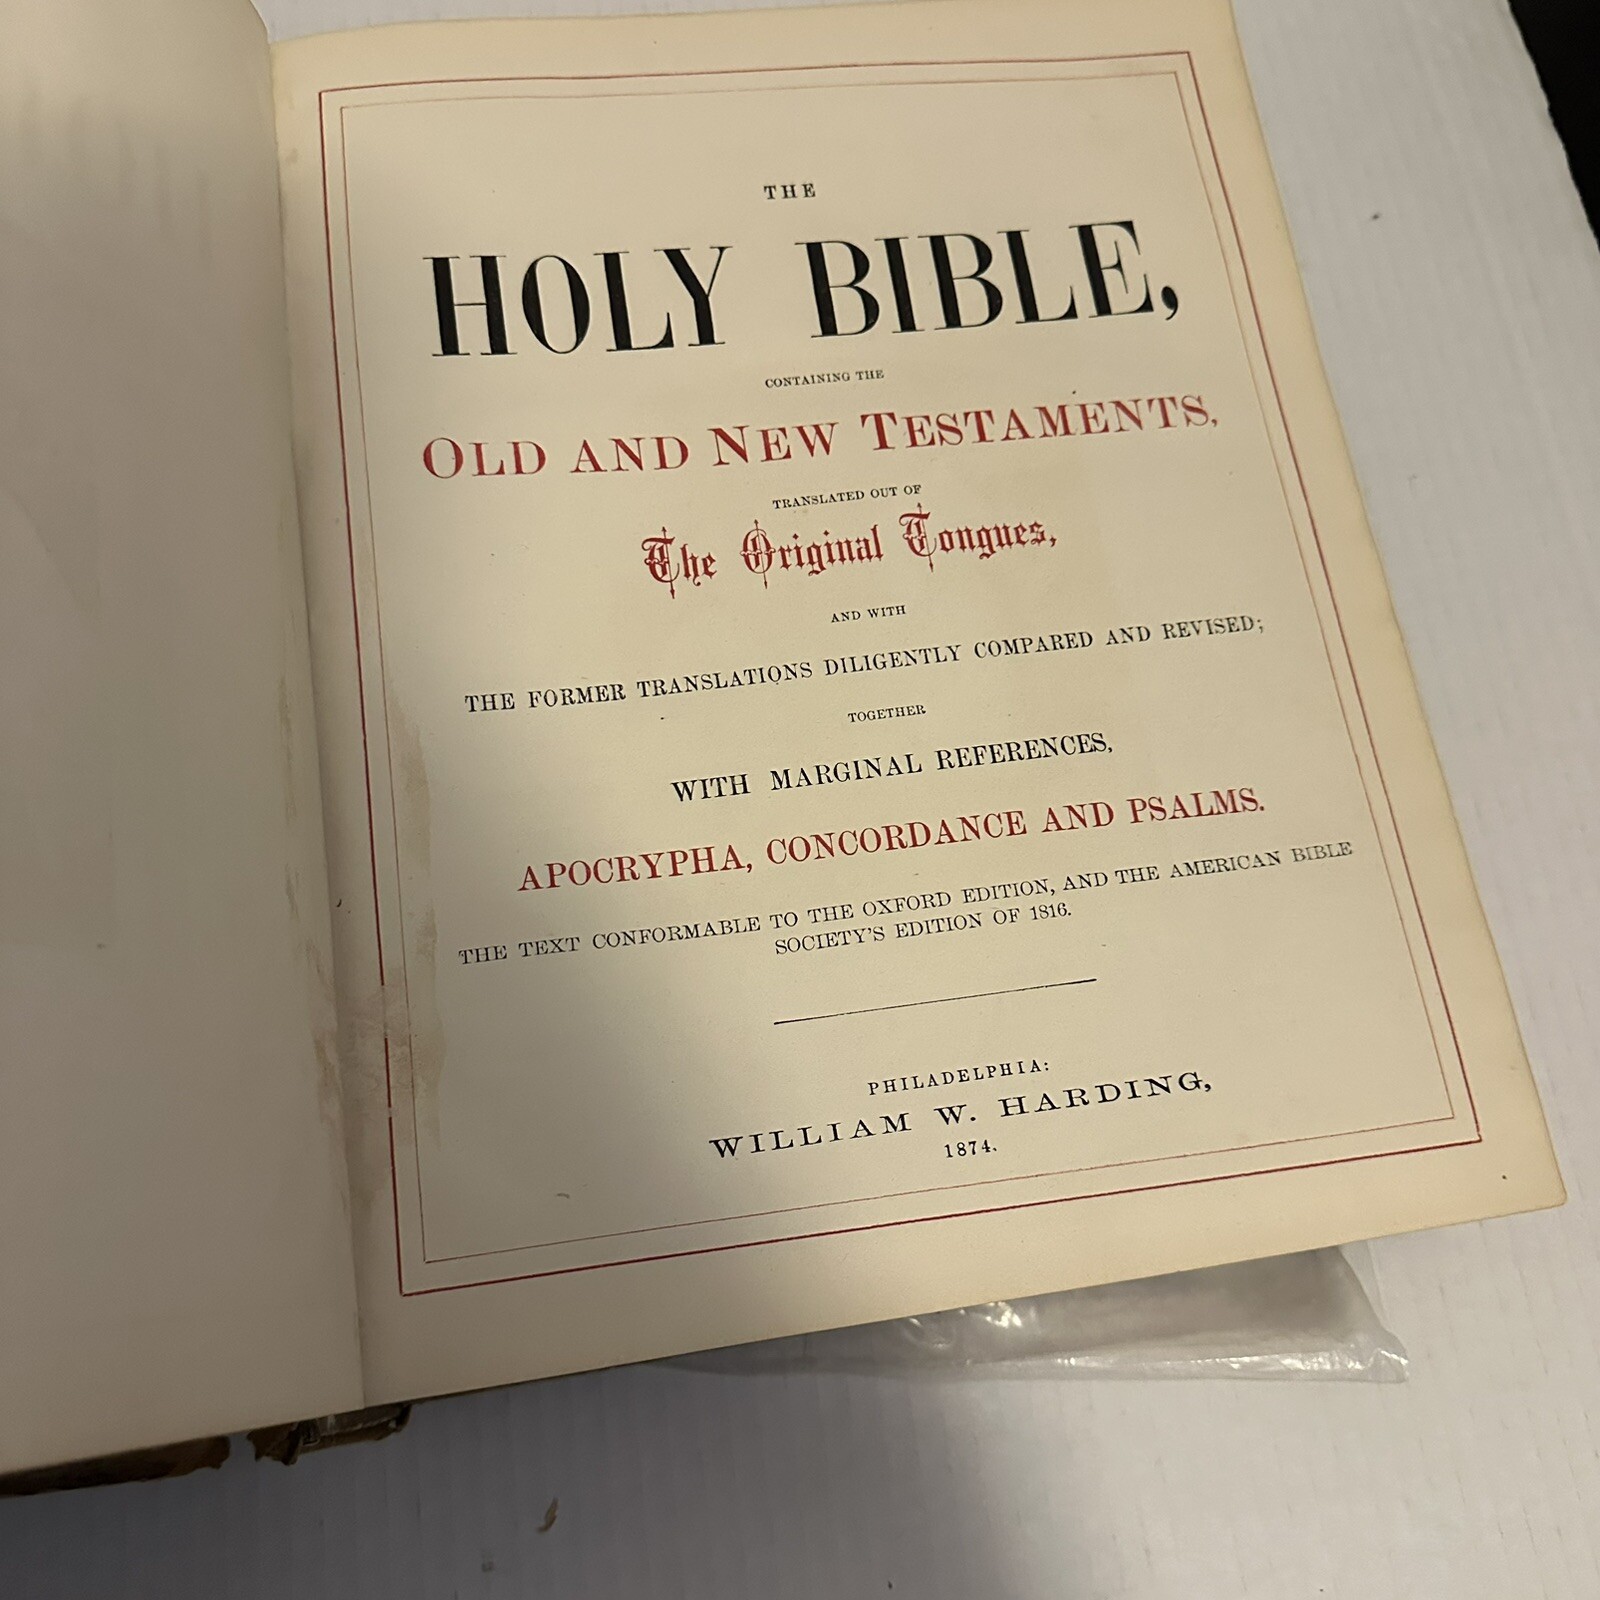 THE
HOLY BIBLE,
CONTAINING THE
OLD AND NEW TESTAMENTS,
TRANSLATED OUT OF
The Original Tongues,
AND WITH
THE FORMER TRANSLATIONS DILIGENTLY COMPARED AND REVISED;
TOGETHER
WITH MARGINAL REFERENCES,
APOCRYPHA, CONCORDANCE AND PSALMS.
THE TEXT CONFORMABLE TO THE OXFORD EDITION, AND THE AMERICAN BIBLE
SOCIETY'S EDITION OF 1816.
PHILADELPHIA:
WILLIAM W. HARDING,
1874.